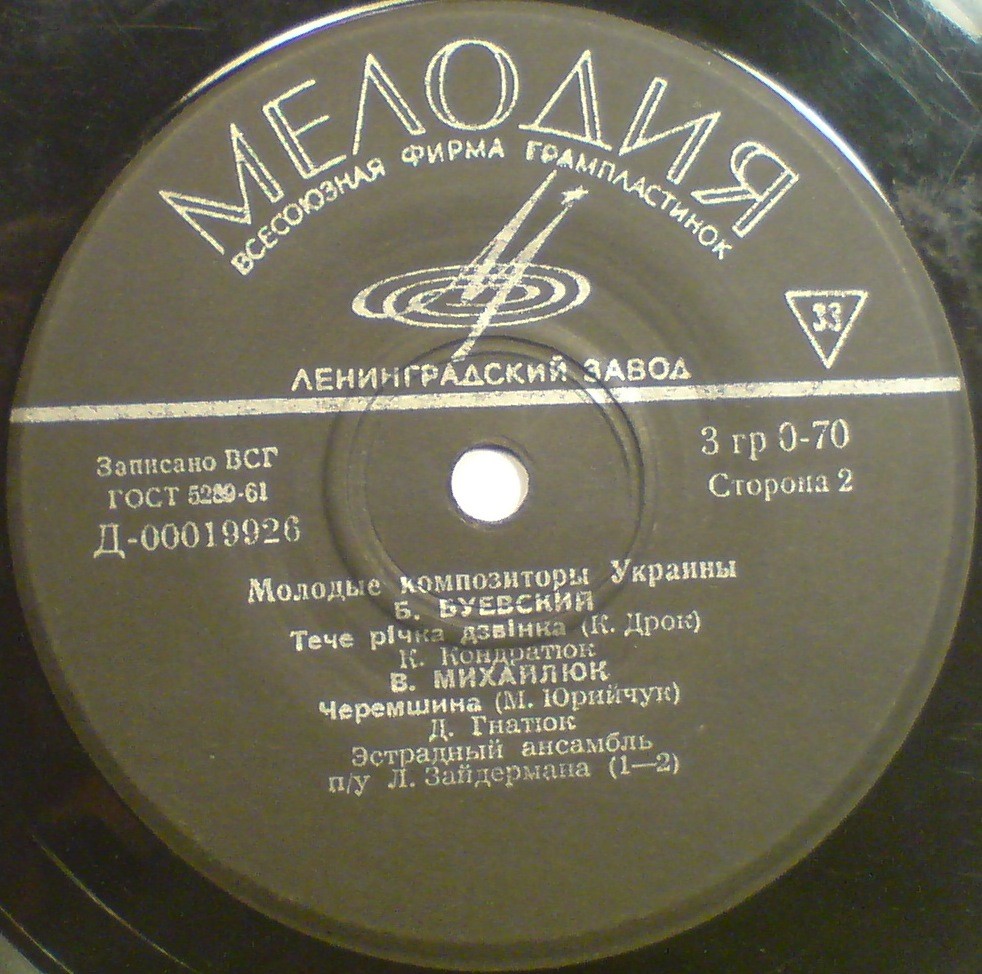 МЕЛОДИЯ
ВСЕСОЮЗНАЯ ФИРМА ГРАМПЛАСТИНОК
33
ЛЕНИНГРАДСКИЙ ЗАВОД
Записано ВСГ
ГОСТ 5289-61
Д-00019926
3 гр 0-70
Сторона 2
Молодые композиторы Украины
Б. БУЕВСКИЙ
Тече річка дзвінка (К. Дрок)
К. Кондратюк
В. МИХАЙЛЮК
Черемшина (М. Юрийчук)
Д. Гнатюк
Эстрадный ансамбль
п/у Л. Зайдермана (1—2)